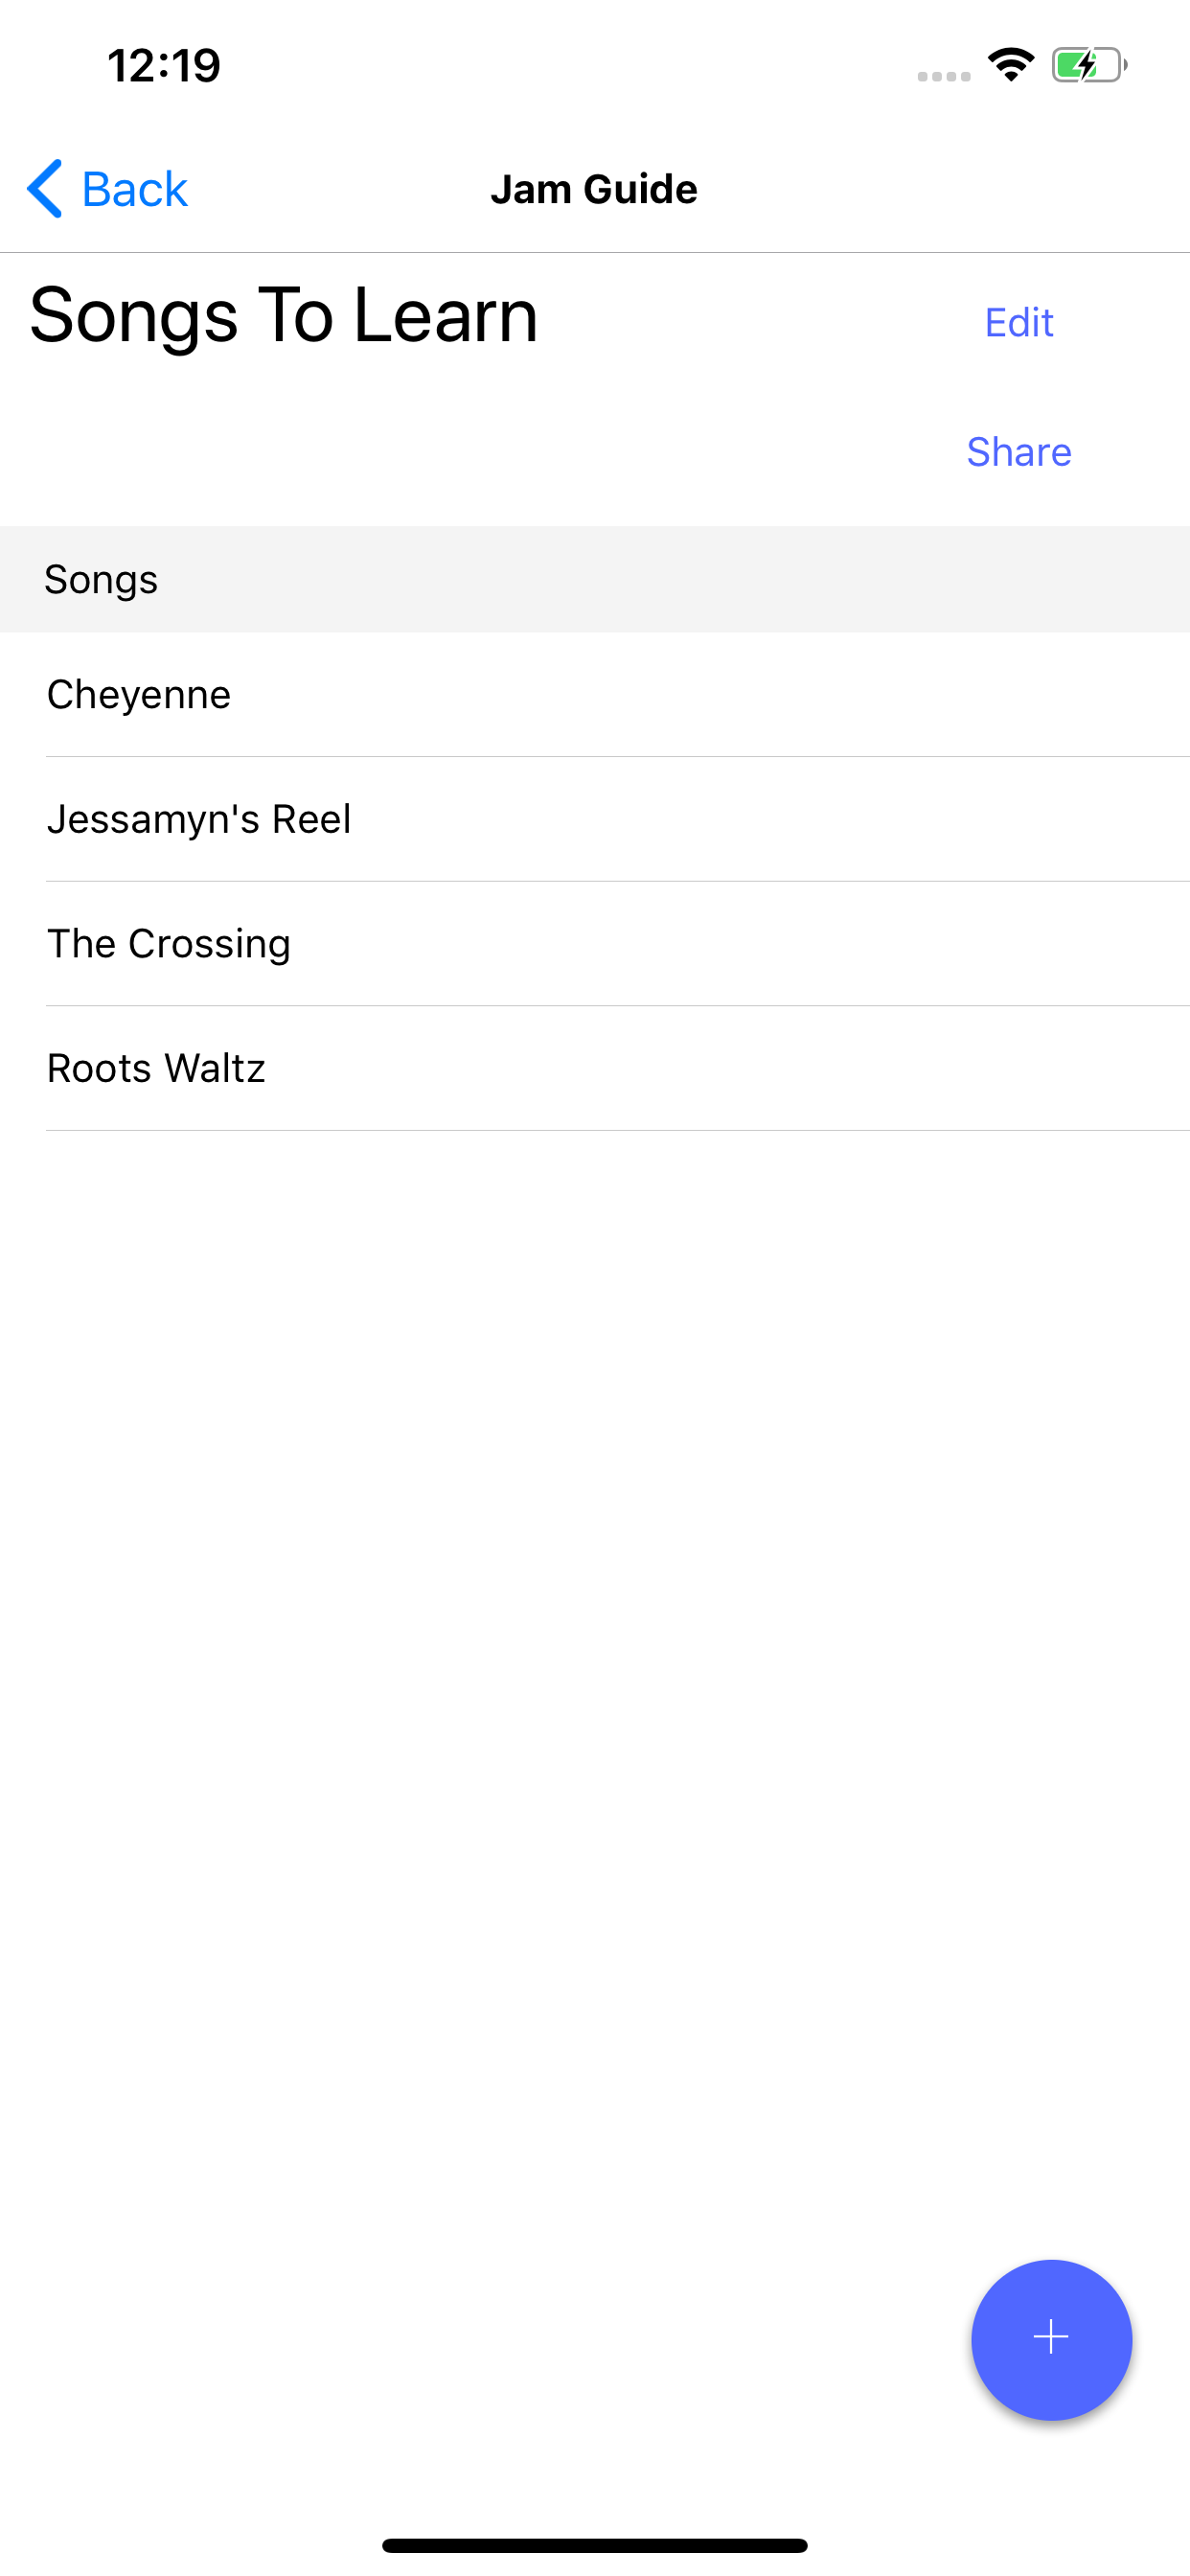 12:19
Back
Jam Guide
Songs To Learn
Edit
Share
Songs
Cheyenne
Jessamyn's Reel
The Crossing
Roots Waltz